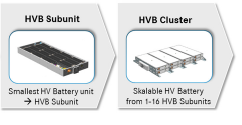 HVB Subunit
Smallest HV Battery unit
→ HVB Subunit
HVB Cluster
Skalable HV Battery
from 1-16 HVB Subunits